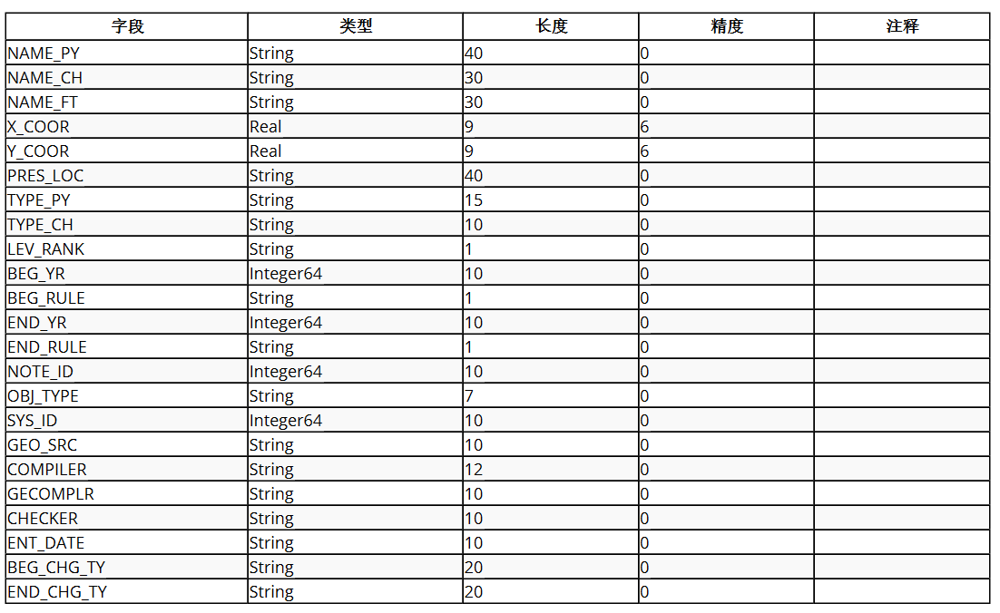 字段 类型 长度 精度 注释
NAME_PY String 40 0
NAME_CH String 30 0
NAME_FT String 30 0
X_COOR Real 9 6
Y_COOR Real 9 6
PRES_LOC String 40 0
TYPE_PY String 15 0
TYPE_CH String 10 0
LEV_RANK String 1 0
BEG_YR Integer64 10 0
BEG_RULE String 1 0
END_YR Integer64 10 0
END_RULE String 1 0
NOTE_ID Integer64 10 0
OBJ_TYPE String 7 0
SYS_ID Integer64 10 0
GEO_SRC String 10 0
COMPILER String 12 0
GECOMPLR String 10 0
CHECKER String 10 0
ENT_DATE String 10 0
BEG_CHG_TY String 20 0
END_CHG_TY String 20 0